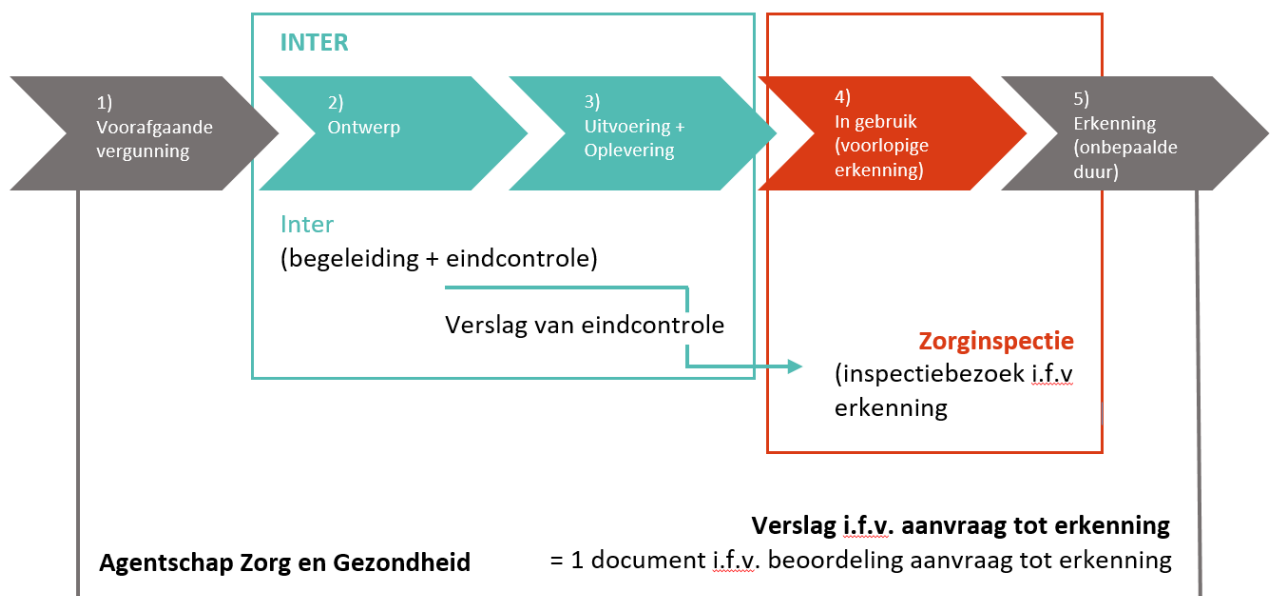 INTER
1)
Voorafgaande
vergunning
2)
Ontwerp
3)
Uitvoering +
Oplevering
4)
In gebruik
(voorlopige
erkenning)
5)
Erkenning
(onbepaalde
duur)
Inter
(begeleiding + eindcontrole)
Verslag van eindcontrole
Zorginspectie
(inspectiebezoek i.f.v
erkenning
Verslag i.f.v. aanvraag tot erkenning
Agentschap Zorg en Gezondheid
= 1 document i.f.v. beoordeling aanvraag tot erkenning